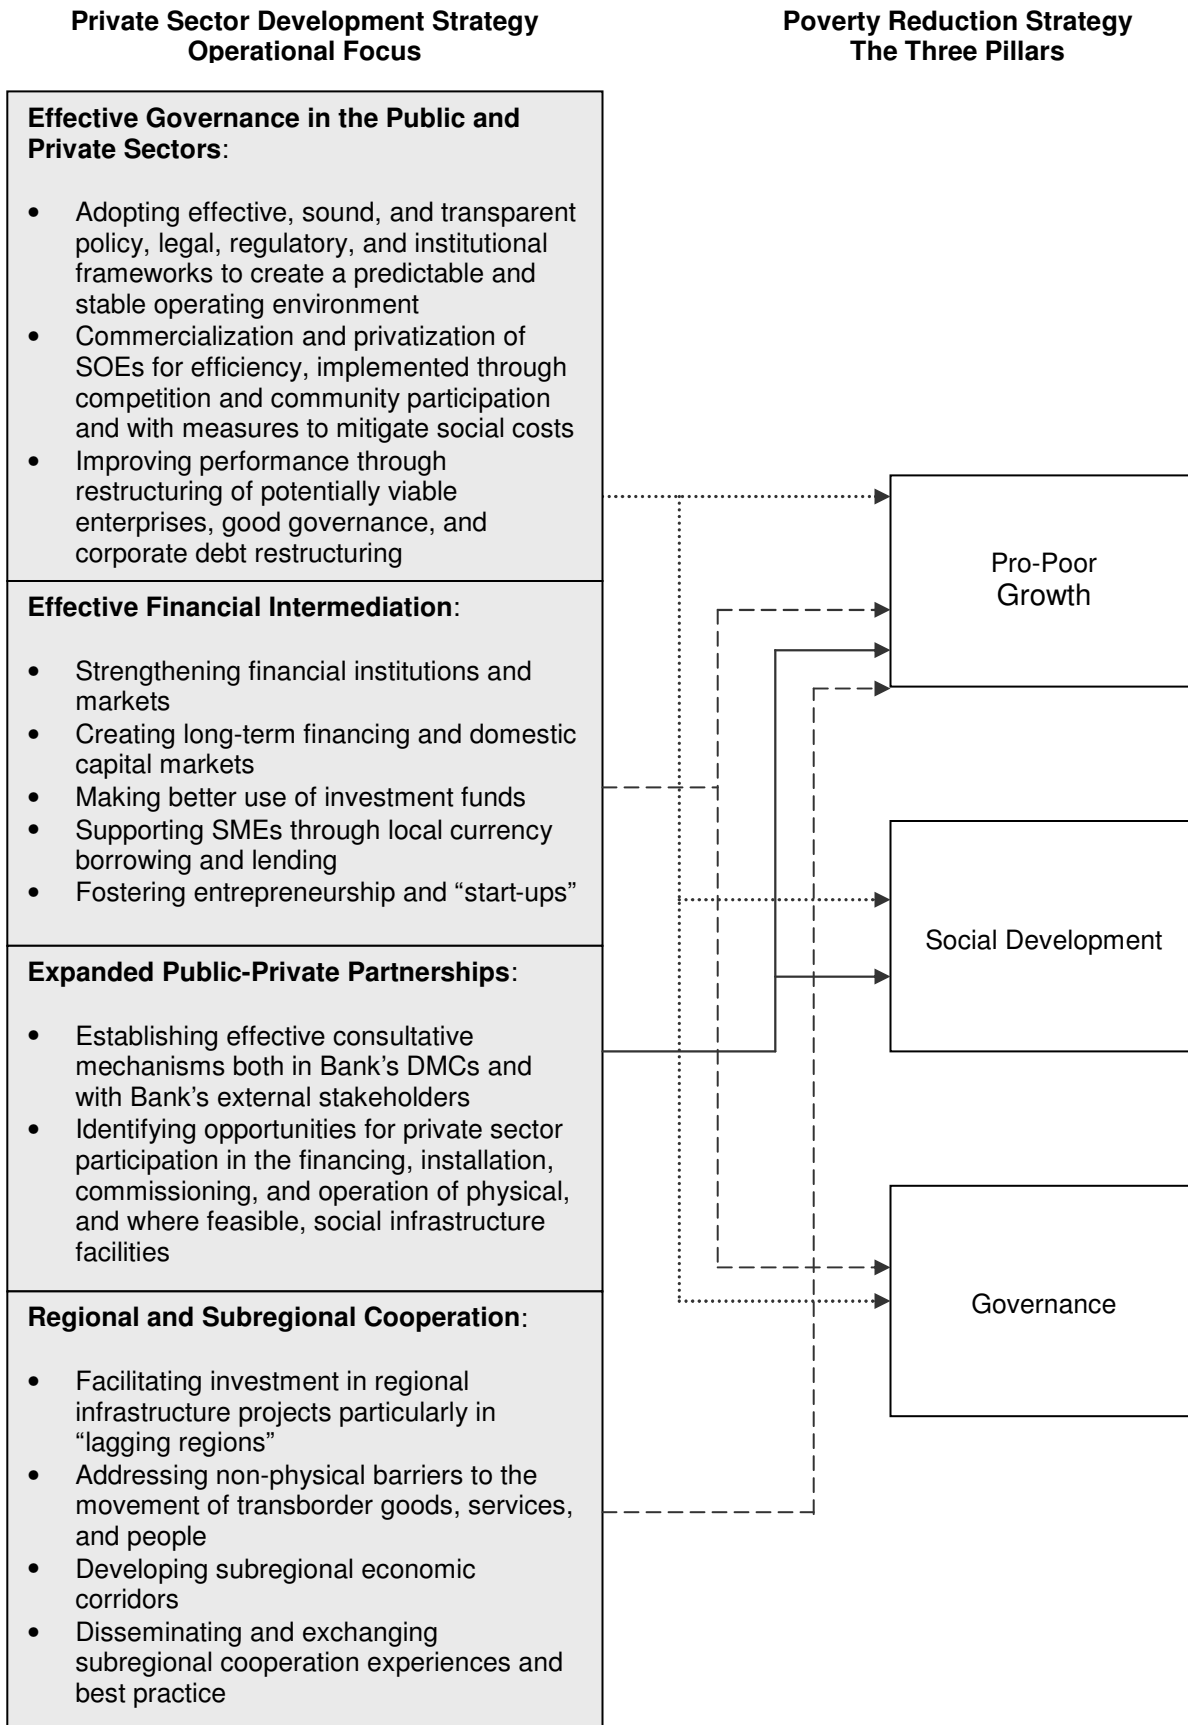 Private Sector Development Strategy
Operational Focus
Poverty Reduction Strategy
The Three Pillars
Effective Governance in the Public and
Private Sectors:
• Adopting effective, sound, and transparent
policy, legal, regulatory, and institutional
frameworks to create a predictable and
stable operating environment
• Commercialization and privatization of
SOEs for efficiency, implemented through
competition and community participation
and with measures to mitigate social costs
• Improving performance through
restructuring of potentially viable
enterprises, good governance, and
corporate debt restructuring
Effective Financial Intermediation:
• Strengthening financial institutions and
markets
• Creating long-term financing and domestic
capital markets
• Making better use of investment funds
• Supporting SMEs through local currency
borrowing and lending
• Fostering entrepreneurship and “start-ups”
Expanded Public-Private Partnerships:
• Establishing effective consultative
mechanisms both in Bank’s DMCs and
with Bank’s external stakeholders
• Identifying opportunities for private sector
participation in the financing, installation,
commissioning, and operation of physical,
and where feasible, social infrastructure
facilities
Regional and Subregional Cooperation:
• Facilitating investment in regional
infrastructure projects particularly in
“lagging regions”
• Addressing non-physical barriers to the
movement of transborder goods, services,
and people
• Developing subregional economic
corridors
• Disseminating and exchanging
subregional cooperation experiences and
best practice
Pro-Poor
Growth
Social Development
Governance